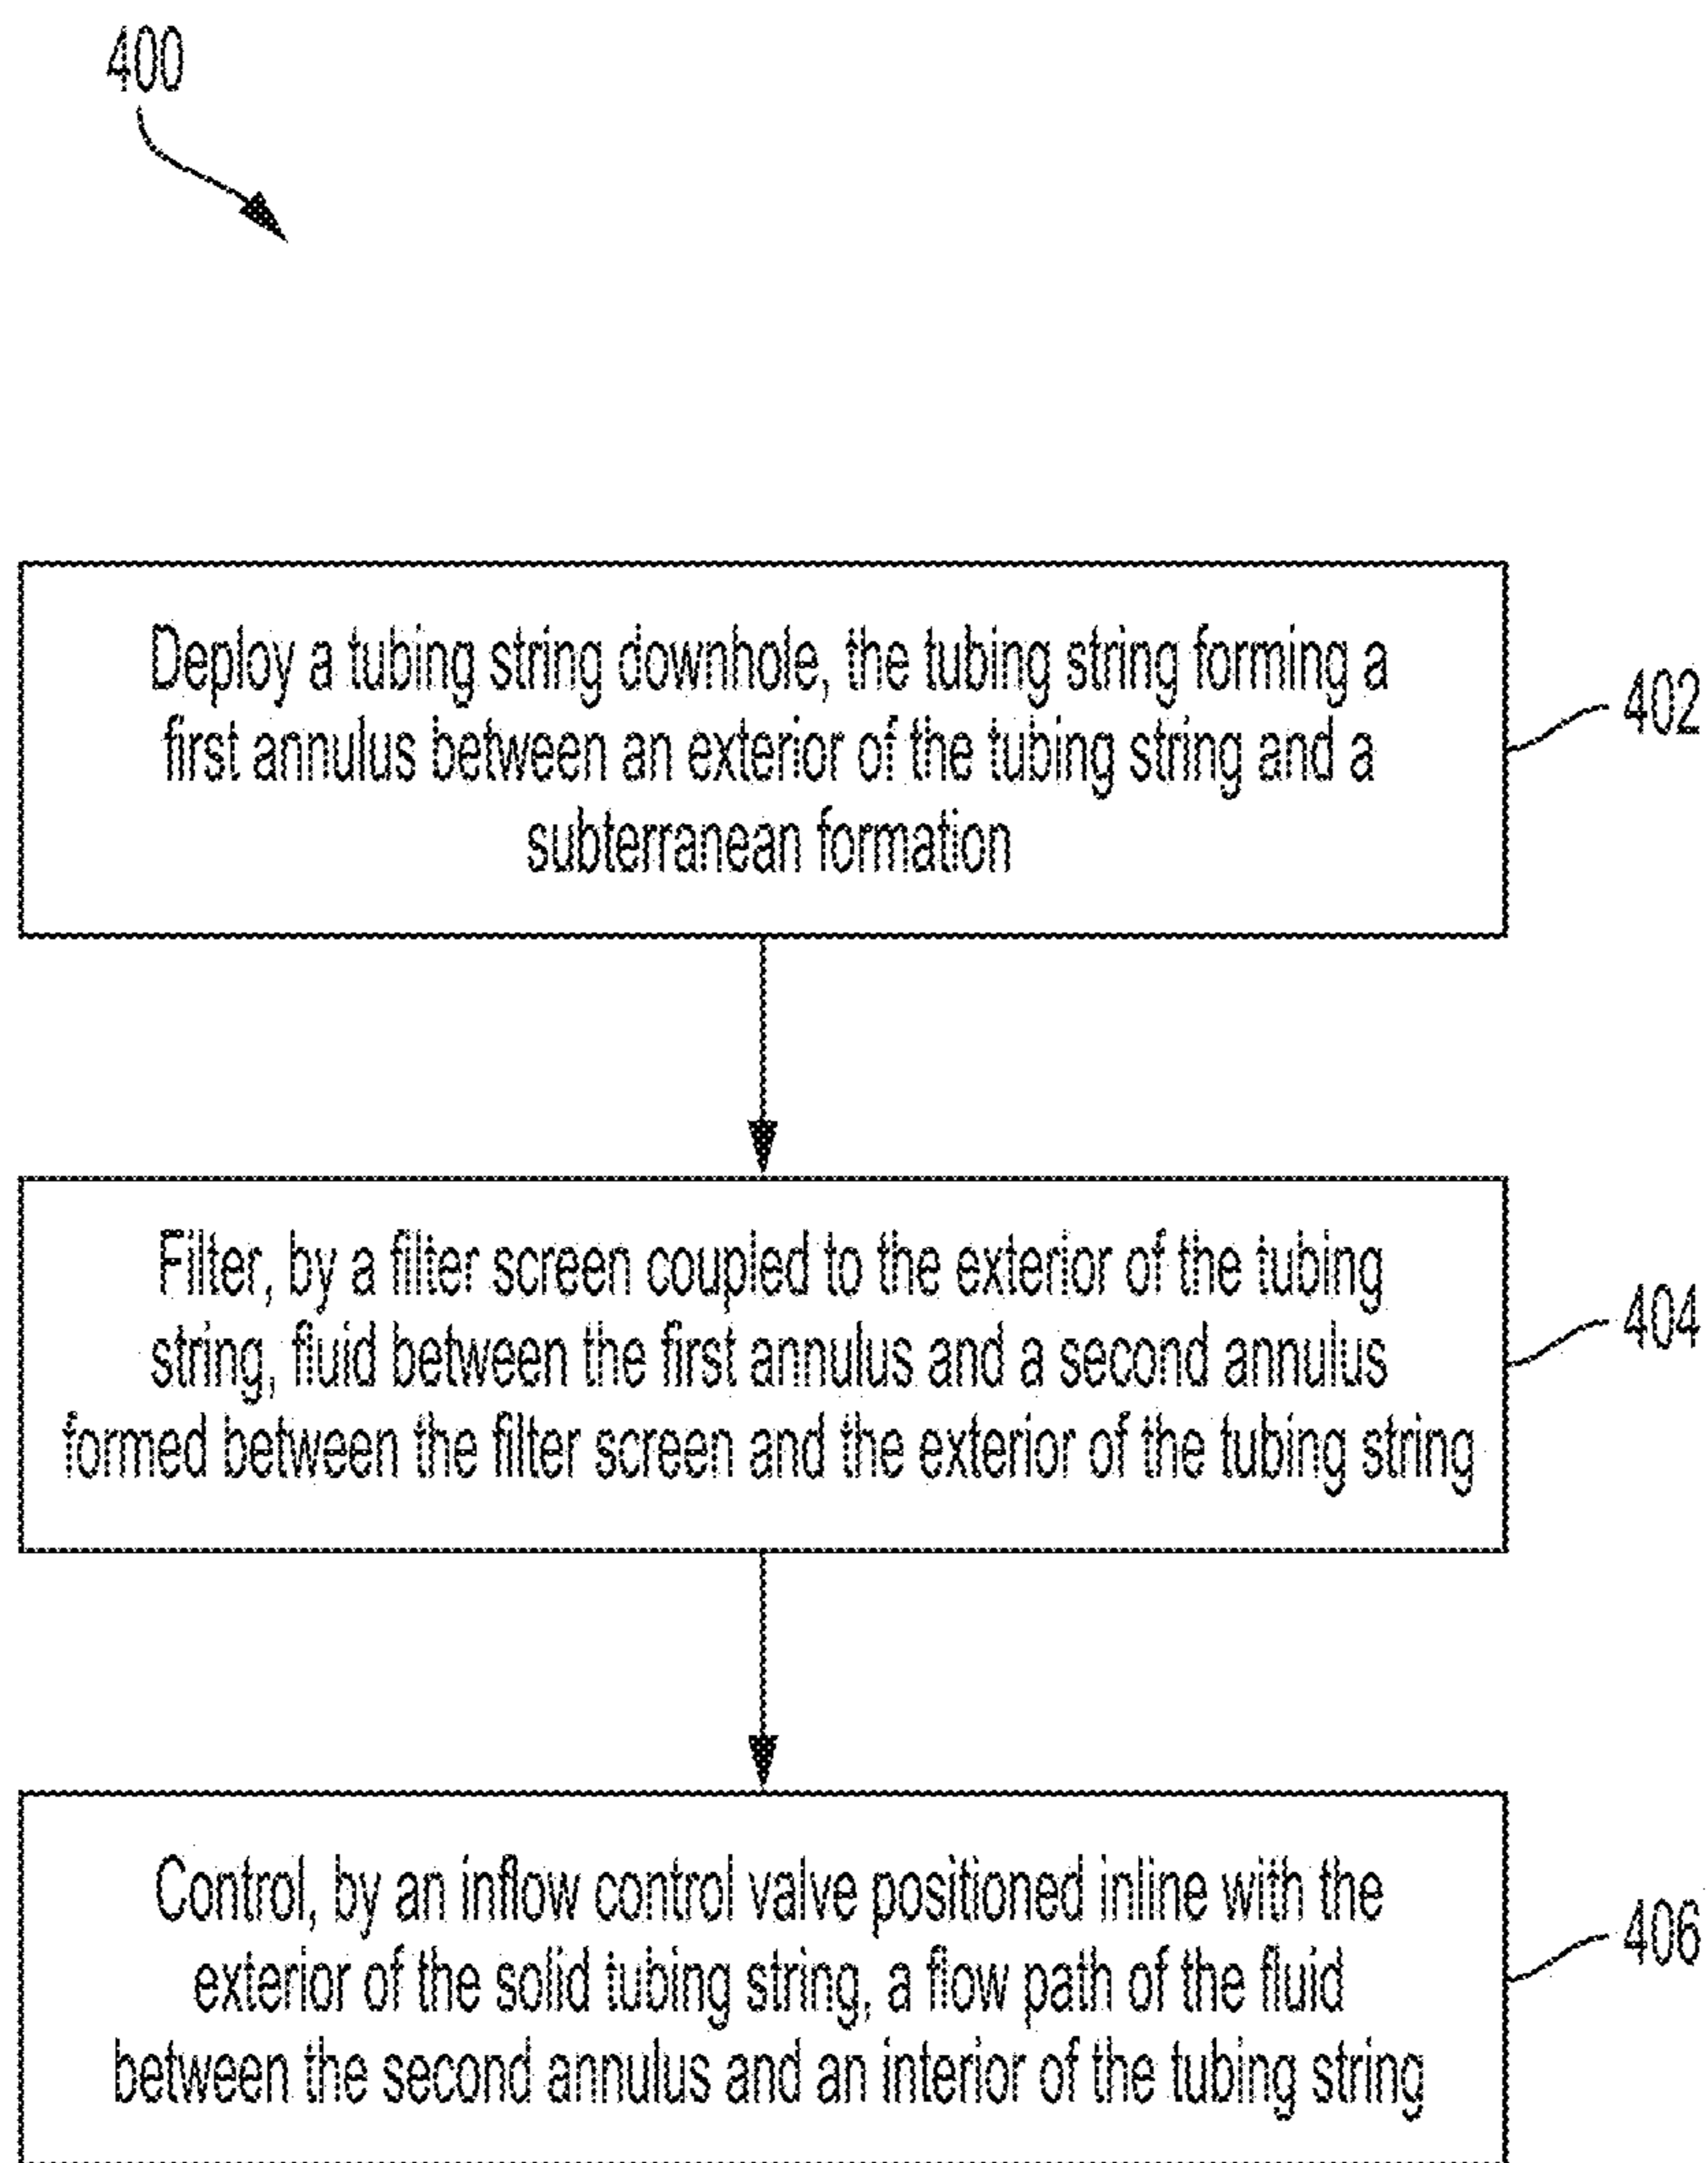 400
Deploy a tubing string downhole, the tubing string forming a
first annulus between an exterior of the tubing string and a
subterranean formation
402
Filter, by a filter screen coupled to the exterior of the tubing
string, fluid between the first annulus and a second annulus
formed between the filter screen and the exterior of the tubing string
404
Control, by an inflow control valve positioned inline with the
exterior of the solid tubing string, a flow path of the fluid
between the second annulus and an interior of the tubing string
406